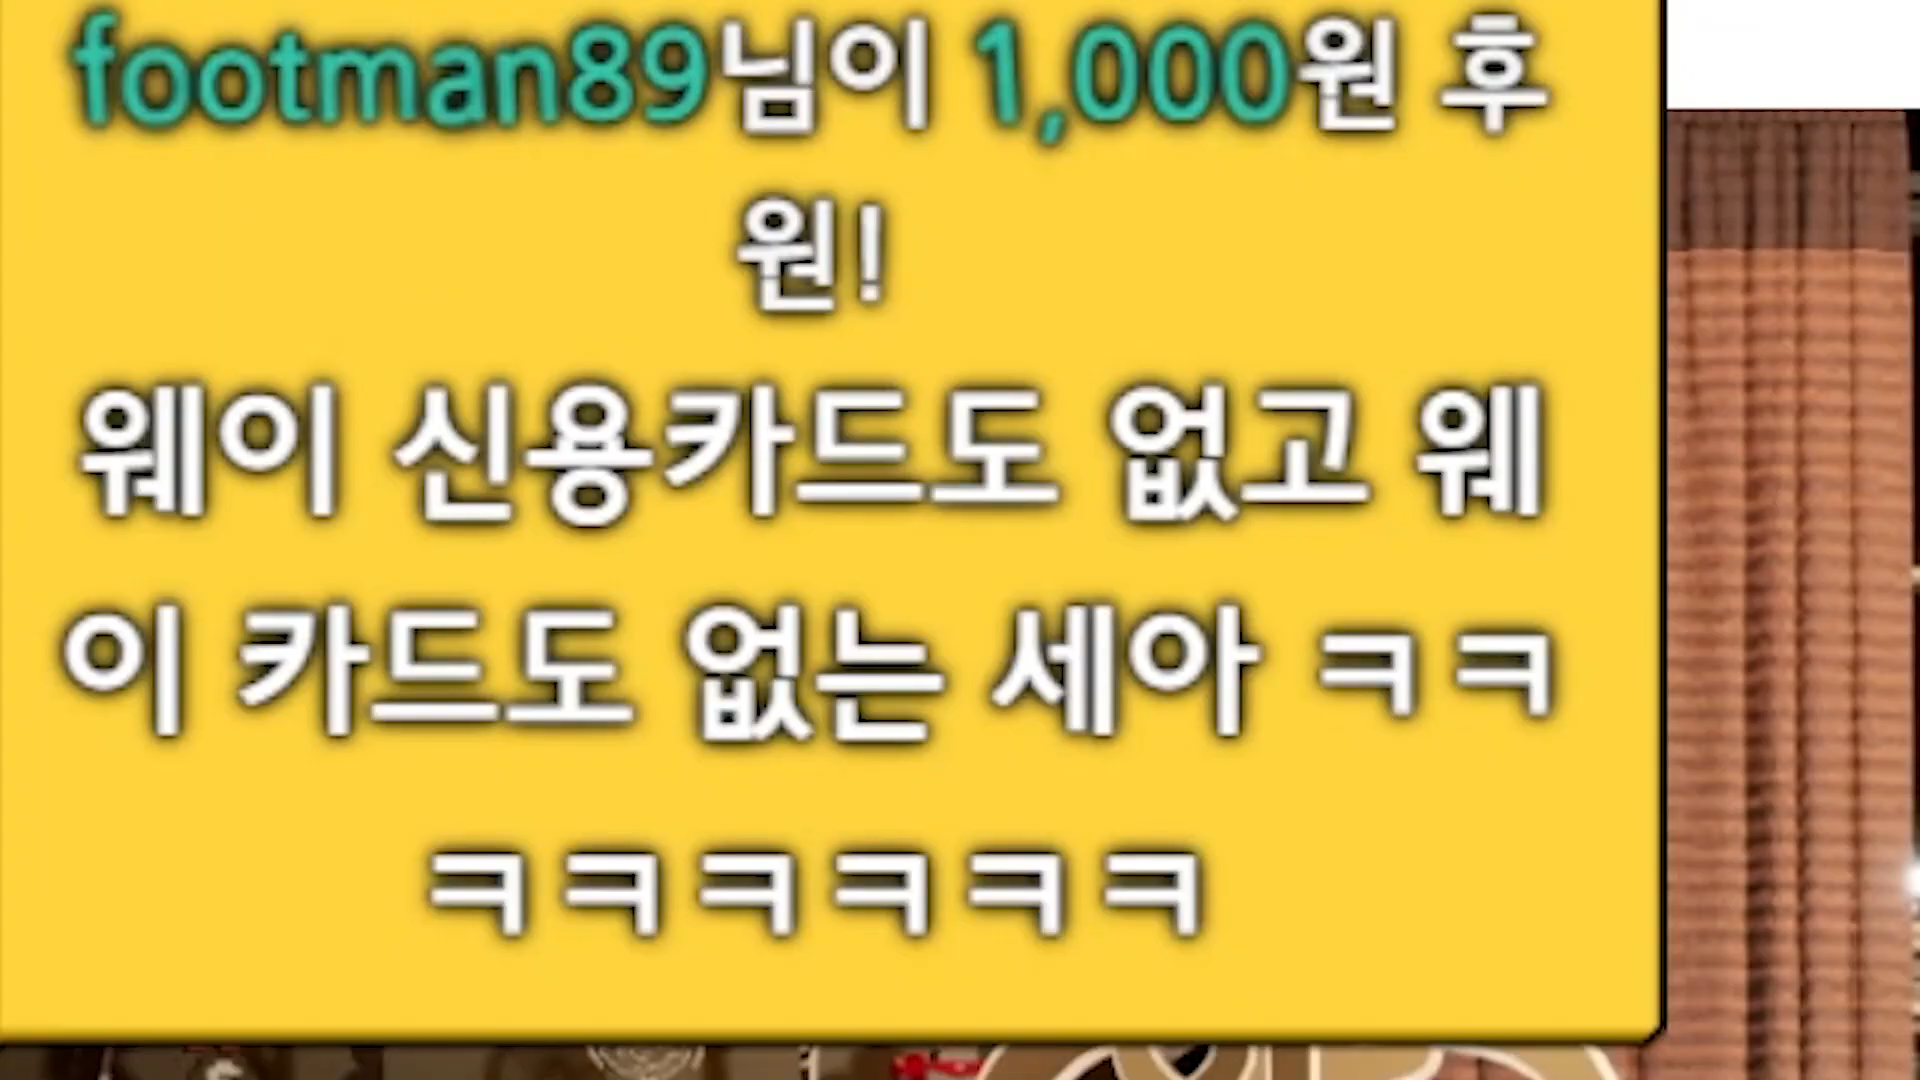 footman89님이 1,000원 후
원!
웨이 신용카드도 없고 웨
이 카드도 없는 세아 ㅋㅋ
ㅋㅋㅋㅋㅋㅋ